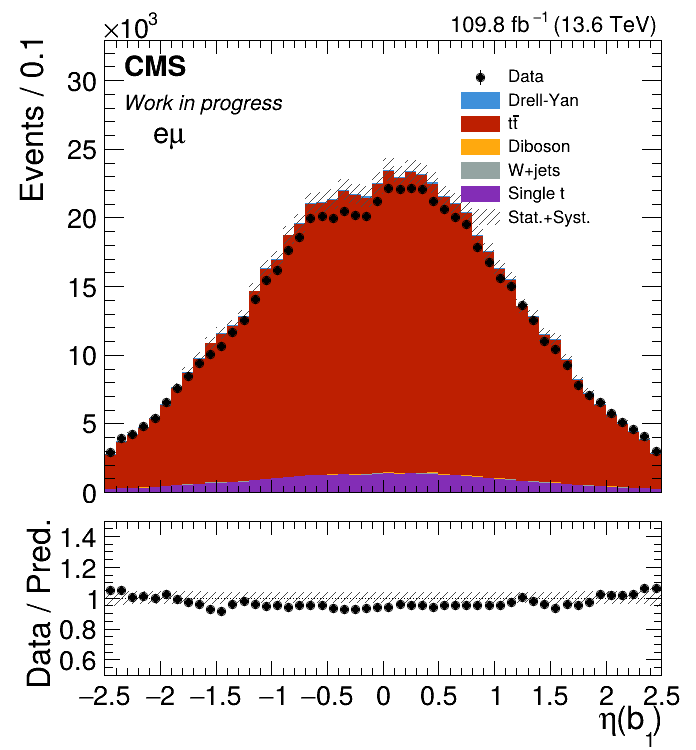 ×10³
109.8 fb⁻¹ (13.6 TeV)
CMS
Work in progress
eμ
Data
Drell-Yan
tt̄
Diboson
W+jets
Single t
Stat.+Syst.
Events / 0.1
30
25
20
15
10
5
0
Data / Pred.
1.4
1.2
1
0.8
0.6
−2.5 −2 −1.5 −1 −0.5 0 0.5 1 1.5 2 2.5
η(b₁)